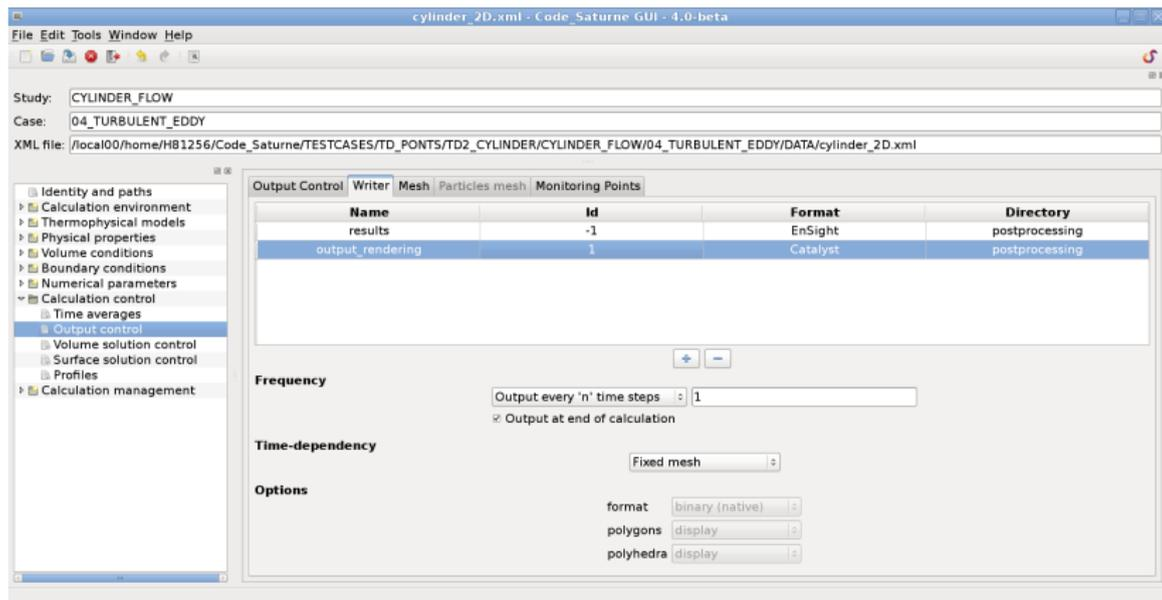 cylinder_2D.xml - Code_Saturne GUI - 4.0-beta
File Edit Tools Window Help
Study: CYLINDER_FLOW
Case: 04_TURBULENT_EDDY
XML file: /local00/home/H81256/Code_Saturne/TESTCASES/TD_PONTS/TD2_CYLINDER/CYLINDER_FLOW/04_TURBULENT_EDDY/DATA/cylinder_2D.xml
Identity and paths
Calculation environment
Thermophysical models
Physical properties
Volume conditions
Boundary conditions
Numerical parameters
Calculation control
Time averages
Output control
Volume solution control
Surface solution control
Profiles
Calculation management
Output Control Writer Mesh Particles mesh Monitoring Points
Name Id Format Directory
results -1 EnSight postprocessing
output_rendering 1 Catalyst postprocessing
Frequency
Output every 'n' time steps 1
Output at end of calculation
Time-dependency
Fixed mesh
Options
format binary (native)
polygons display
polyhedra display